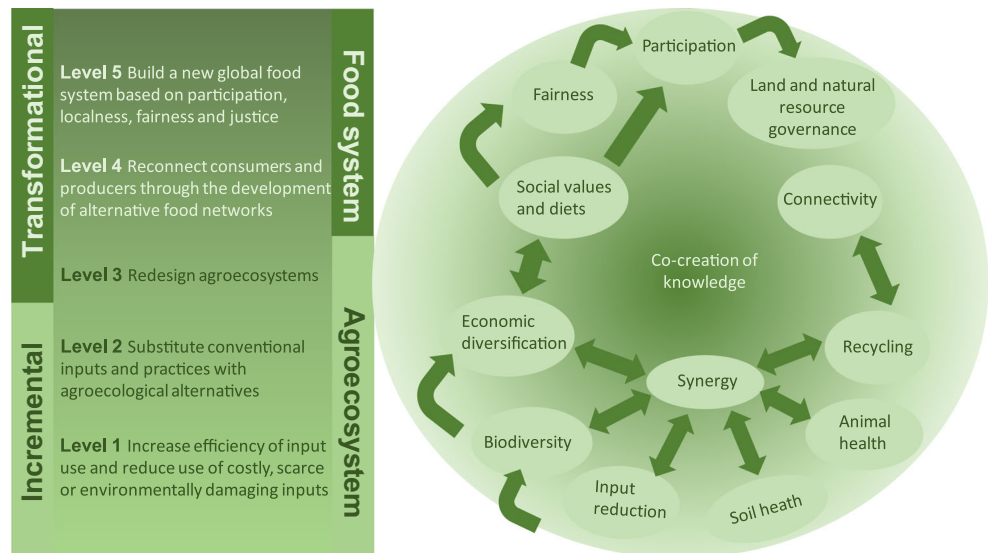 Transformational
Incremental
Level 5 Build a new global food
system based on participation,
localness, fairness and justice
Level 4 Reconnect consumers and
producers through the development
of alternative food networks
Level 3 Redesign agroecosystems
Level 2 Substitute conventional
inputs and practices with
agroecological alternatives
Level 1 Increase efficiency of input
use and reduce use of costly, scarce
or environmentally damaging inputs
Food system
Agroecosystem
Participation
Fairness
Land and natural
resource
governance
Social values
and diets
Connectivity
Co-creation of
knowledge
Economic
diversification
Recycling
Synergy
Biodiversity
Animal
health
Input
reduction
Soil heath